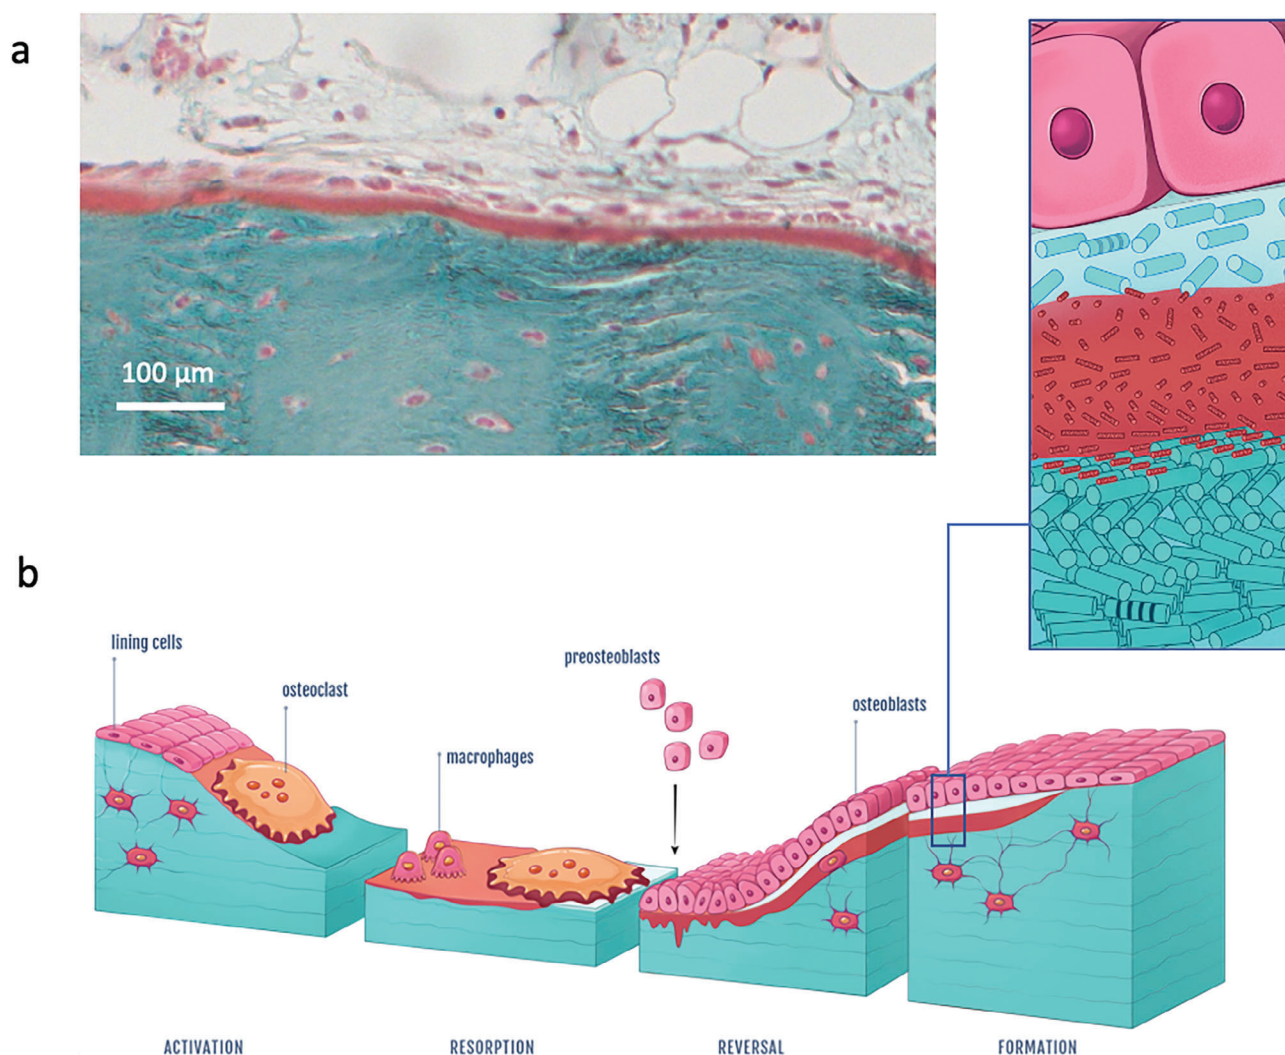 a
100 µm
b
lining cells
osteoclast
macrophages
preosteoblasts
osteoblasts
ACTIVATION
RESORPTION
REVERSAL
FORMATION